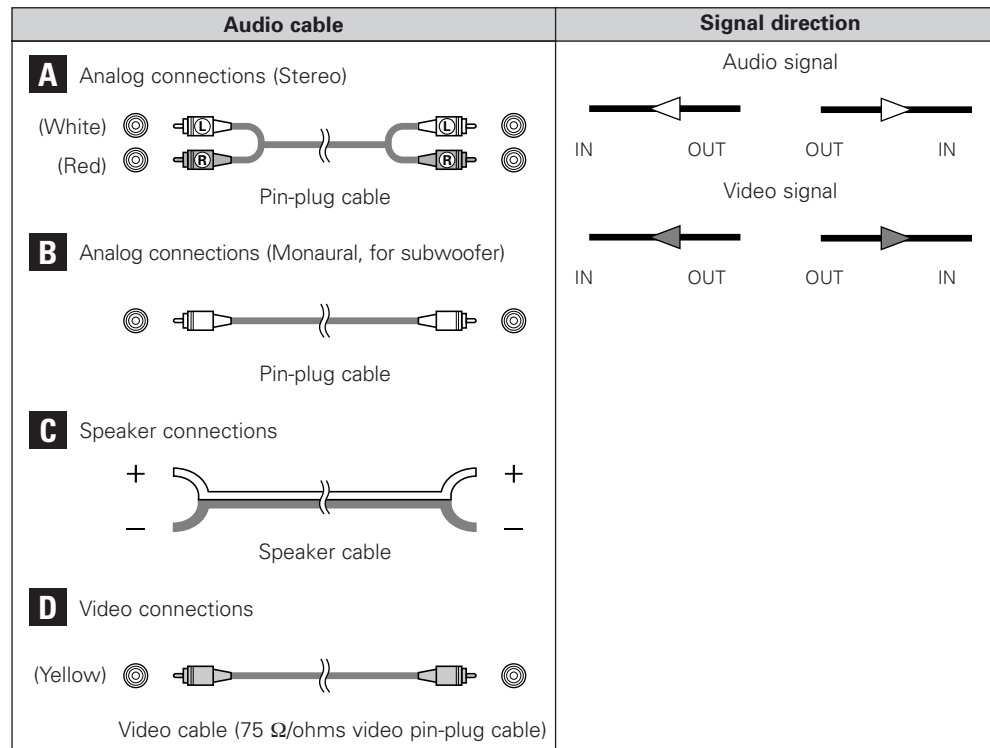 Audio cable
A Analog connections (Stereo)
(White) L L
(Red) R R
Pin-plug cable
B Analog connections (Monaural, for subwoofer)
Pin-plug cable
C Speaker connections
+ +
– –
Speaker cable
D Video connections
(Yellow)
Video cable (75 Ω/ohms video pin-plug cable)
Signal direction
Audio signal
IN OUT OUT IN
Video signal
IN OUT OUT IN